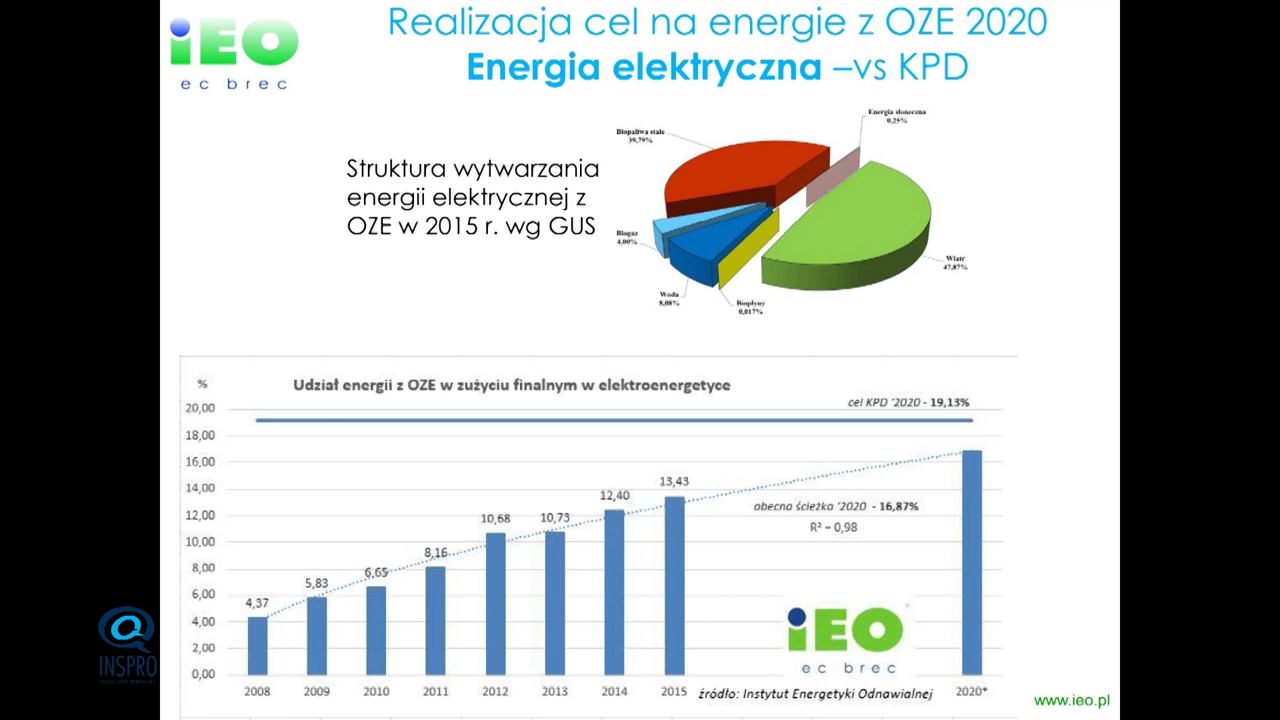 iEO
ec brec
Realizacja cel na energie z OZE 2020
Energia elektryczna –vs KPD
Struktura wytwarzania
energii elektrycznej z
OZE w 2015 r. wg GUS
Energia słoneczna
0,25%
Biopaliwa stałe
39,79%
Biogaz
4,00%
Woda
8,08%
Biopłyny
0,017%
Wiatr
47,87%
%
Udział energii z OZE w zużyciu finalnym w elektroenergetyce
cel KPD '2020 - 19,13%
20,00
18,00
16,00
14,00
12,00
10,00
8,00
6,00
4,00
2,00
0,00
4,37
5,83
6,65
8,16
10,68
10,73
12,40
13,43
obecna ścieżka '2020 - 16,87%
R² = 0,98
iEO
ec brec
2008
2009
2010
2011
2012
2013
2014
2015
2020*
źródło: Instytut Energetyki Odnawialnej
www.ieo.pl
INSPRO